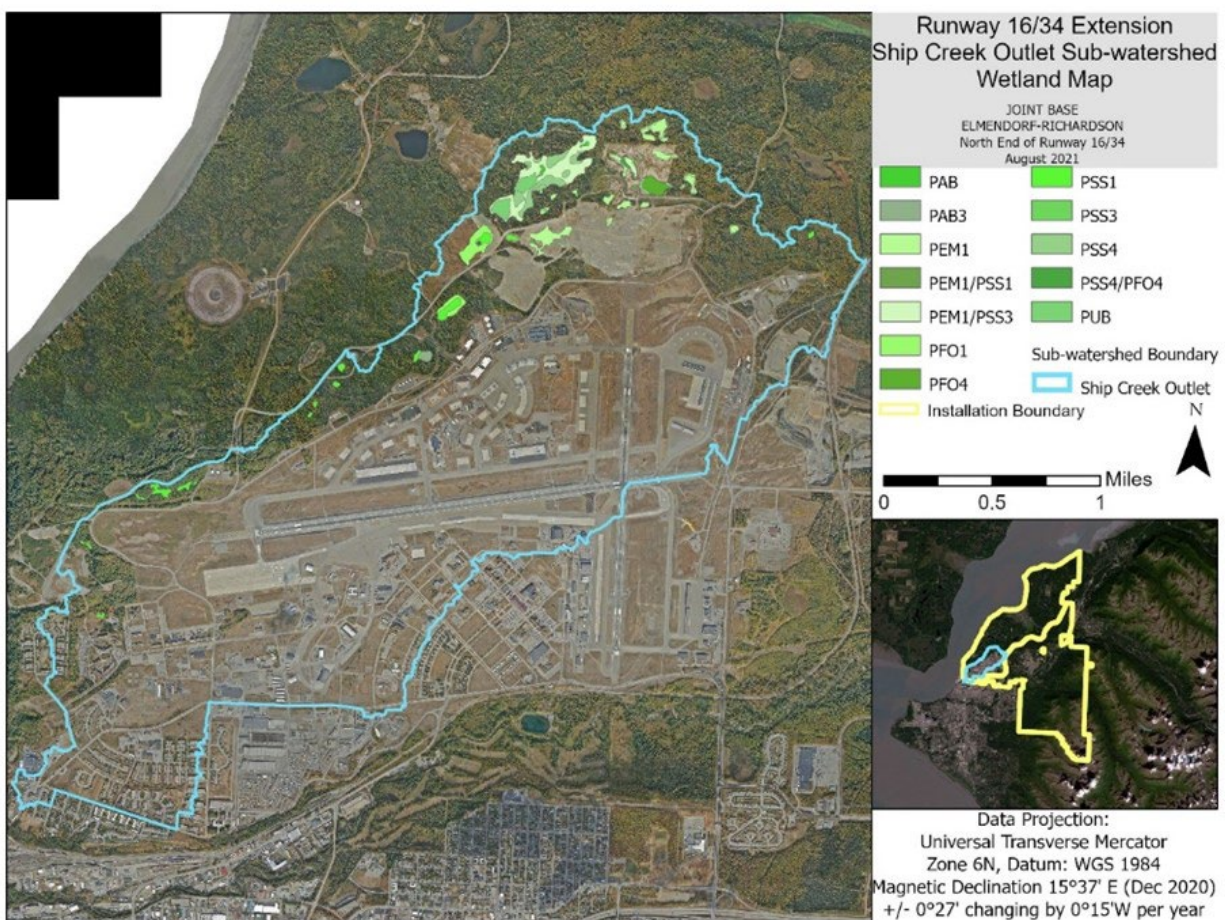 Runway 16/34 Extension
Ship Creek Outlet Sub-watershed
Wetland Map
JOINT BASE
ELMENDORF-RICHARDSON
North End of Runway 16/34
August 2021
PAB
PAB3
PEM1
PEM1/PSS1
PEM1/PSS3
PFO1
PFO4
Installation Boundary
PSS1
PSS3
PSS4
PSS4/PFO4
PUB
Sub-watershed Boundary
Ship Creek Outlet
N
Miles
0 0.5 1
Data Projection:
Universal Transverse Mercator
Zone 6N, Datum: WGS 1984
Magnetic Declination 15°37' E (Dec 2020)
+/- 0°27' changing by 0°15'W per year